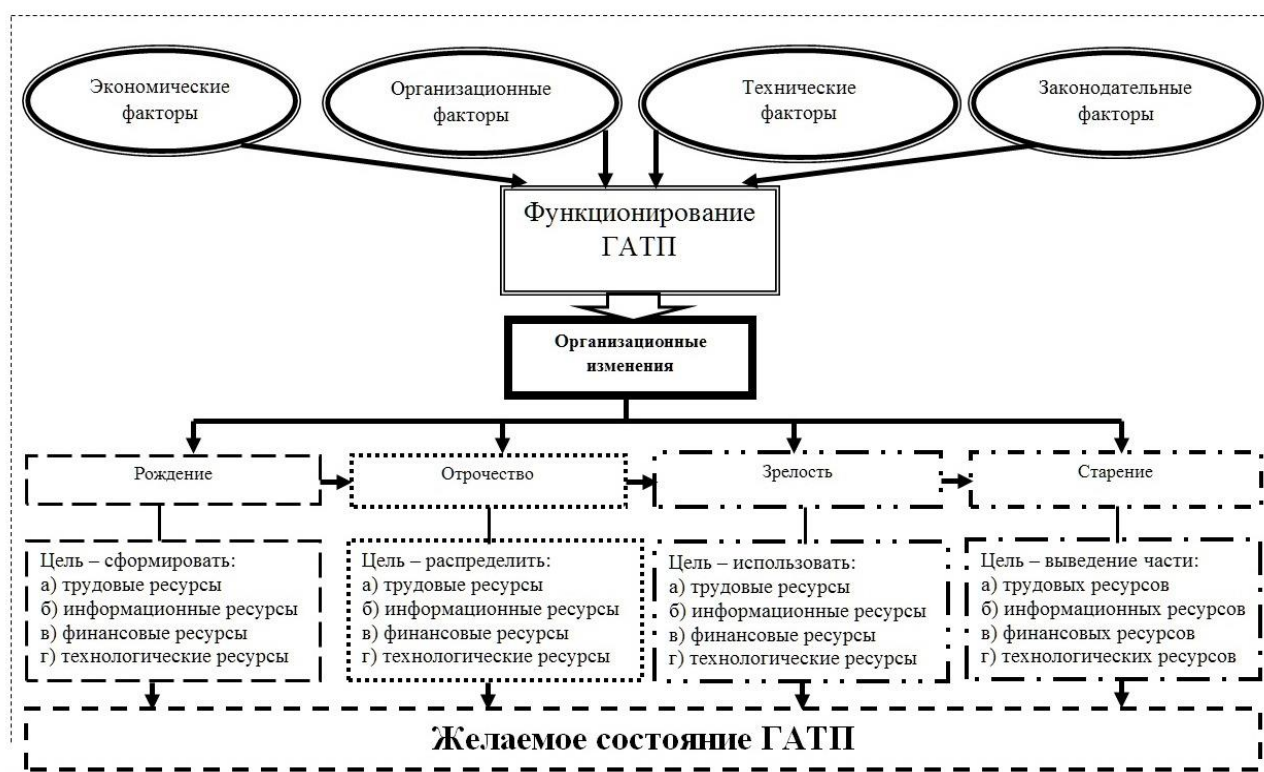 Экономические
факторы
Организационные
факторы
Технические
факторы
Законодательные
факторы
Функционирование
ГАТП
Организационные
изменения
Рождение
Отрочество
Зрелость
Старение
Цель – сформировать:
а) трудовые ресурсы
б) информационные ресурсы
в) финансовые ресурсы
г) технологические ресурсы
Цель – распределить:
а) трудовые ресурсы
б) информационные ресурсы
в) финансовые ресурсы
г) технологические ресурсы
Цель – использовать:
а) трудовые ресурсы
б) информационные ресурсы
в) финансовые ресурсы
г) технологические ресурсы
Цель – выведение части:
а) трудовых ресурсов
б) информационных ресурсов
в) финансовых ресурсов
г) технологических ресурсов
Желаемое состояние ГАТП